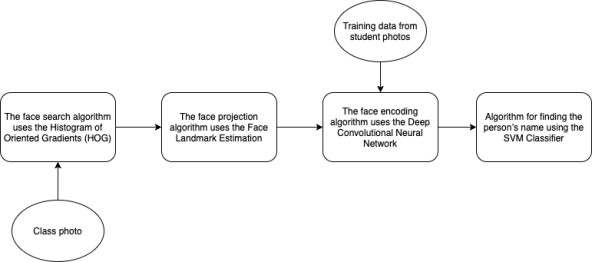 Training data from
student photos
The face search algorithm
uses the Histogram of
Oriented Gradients (HOG)
The face projection
algorithm uses the Face
Landmark Estimation
The face encoding
algorithm uses the Deep
Convolutional Neural
Network
Algorithm for finding the
person's name using the
SVM Classifier
Class photo